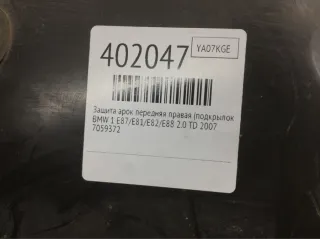 402047
YA07KGE
Защита арок передняя правая (подкрылок
BMW 1 E87/E81/E82/E88 2.0 TD 2007
7059372